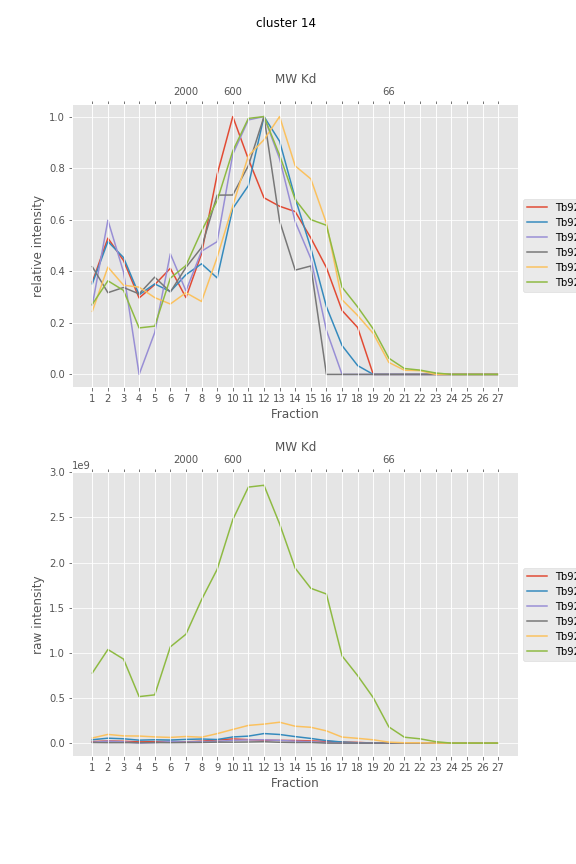 cluster 14
MW Kd
2000 600 66
1.0
0.8
0.6
0.4
0.2
0.0
relative intensity
Tb92
Tb92
Tb92
Tb92
Tb92
Tb92
1 2 3 4 5 6 7 8 9 10 11 12 13 14 15 16 17 18 19 20 21 22 23 24 25 26 27
Fraction
MW Kd
2000 600 66
1e9
3.0
2.5
2.0
1.5
1.0
0.5
0.0
raw intensity
Tb92
Tb92
Tb92
Tb92
Tb92
Tb92
1 2 3 4 5 6 7 8 9 10 11 12 13 14 15 16 17 18 19 20 21 22 23 24 25 26 27
Fraction